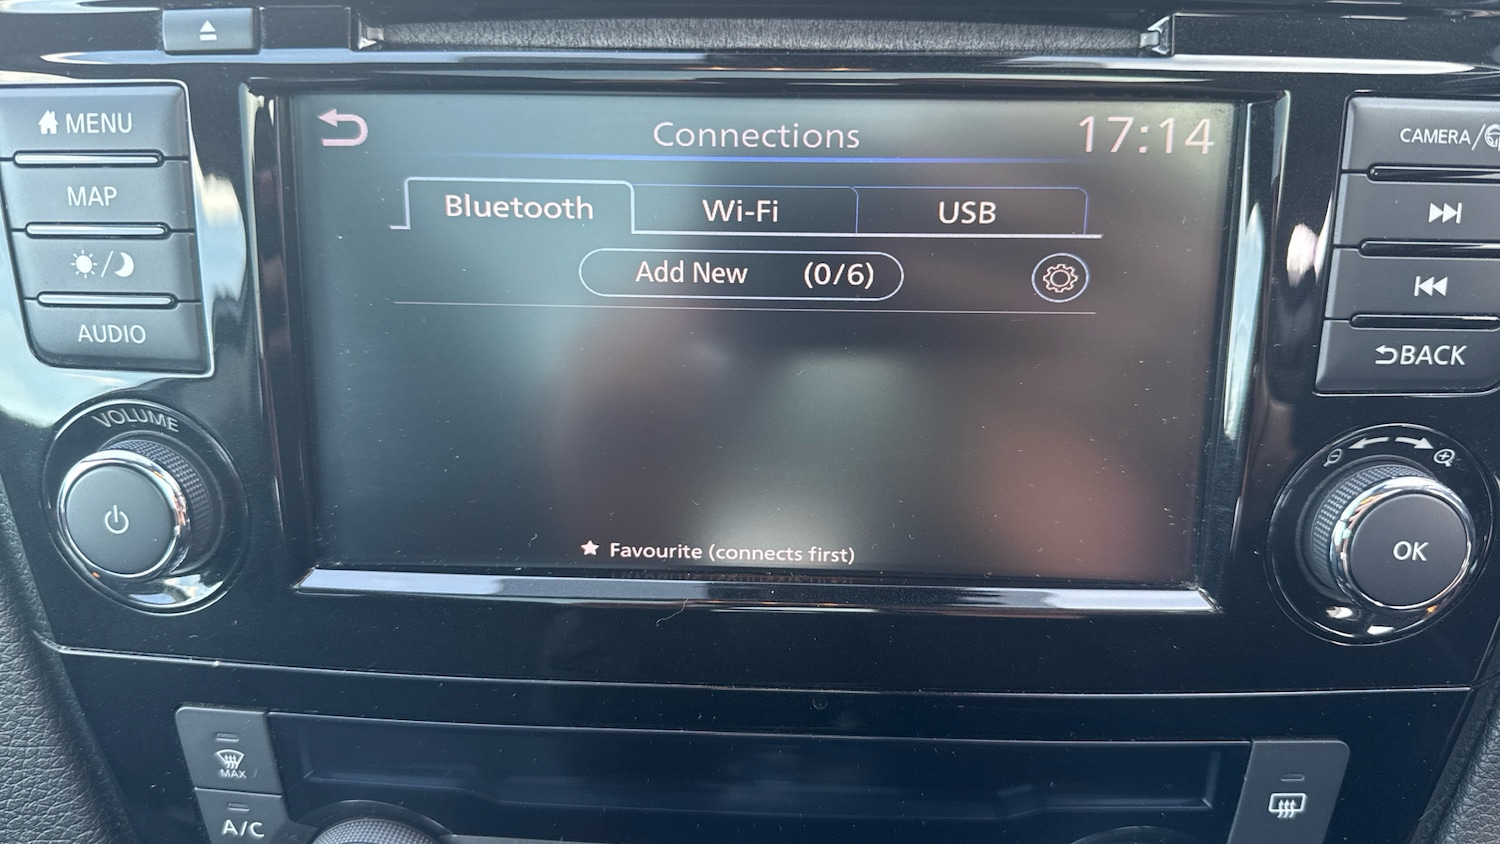 MENU
MAP
AUDIO
VOLUME
Connections 17:14
Bluetooth Wi-Fi USB
Add New (0/6)
★ Favourite (connects first)
CAMERA/
BACK
OK
MAX
A/C